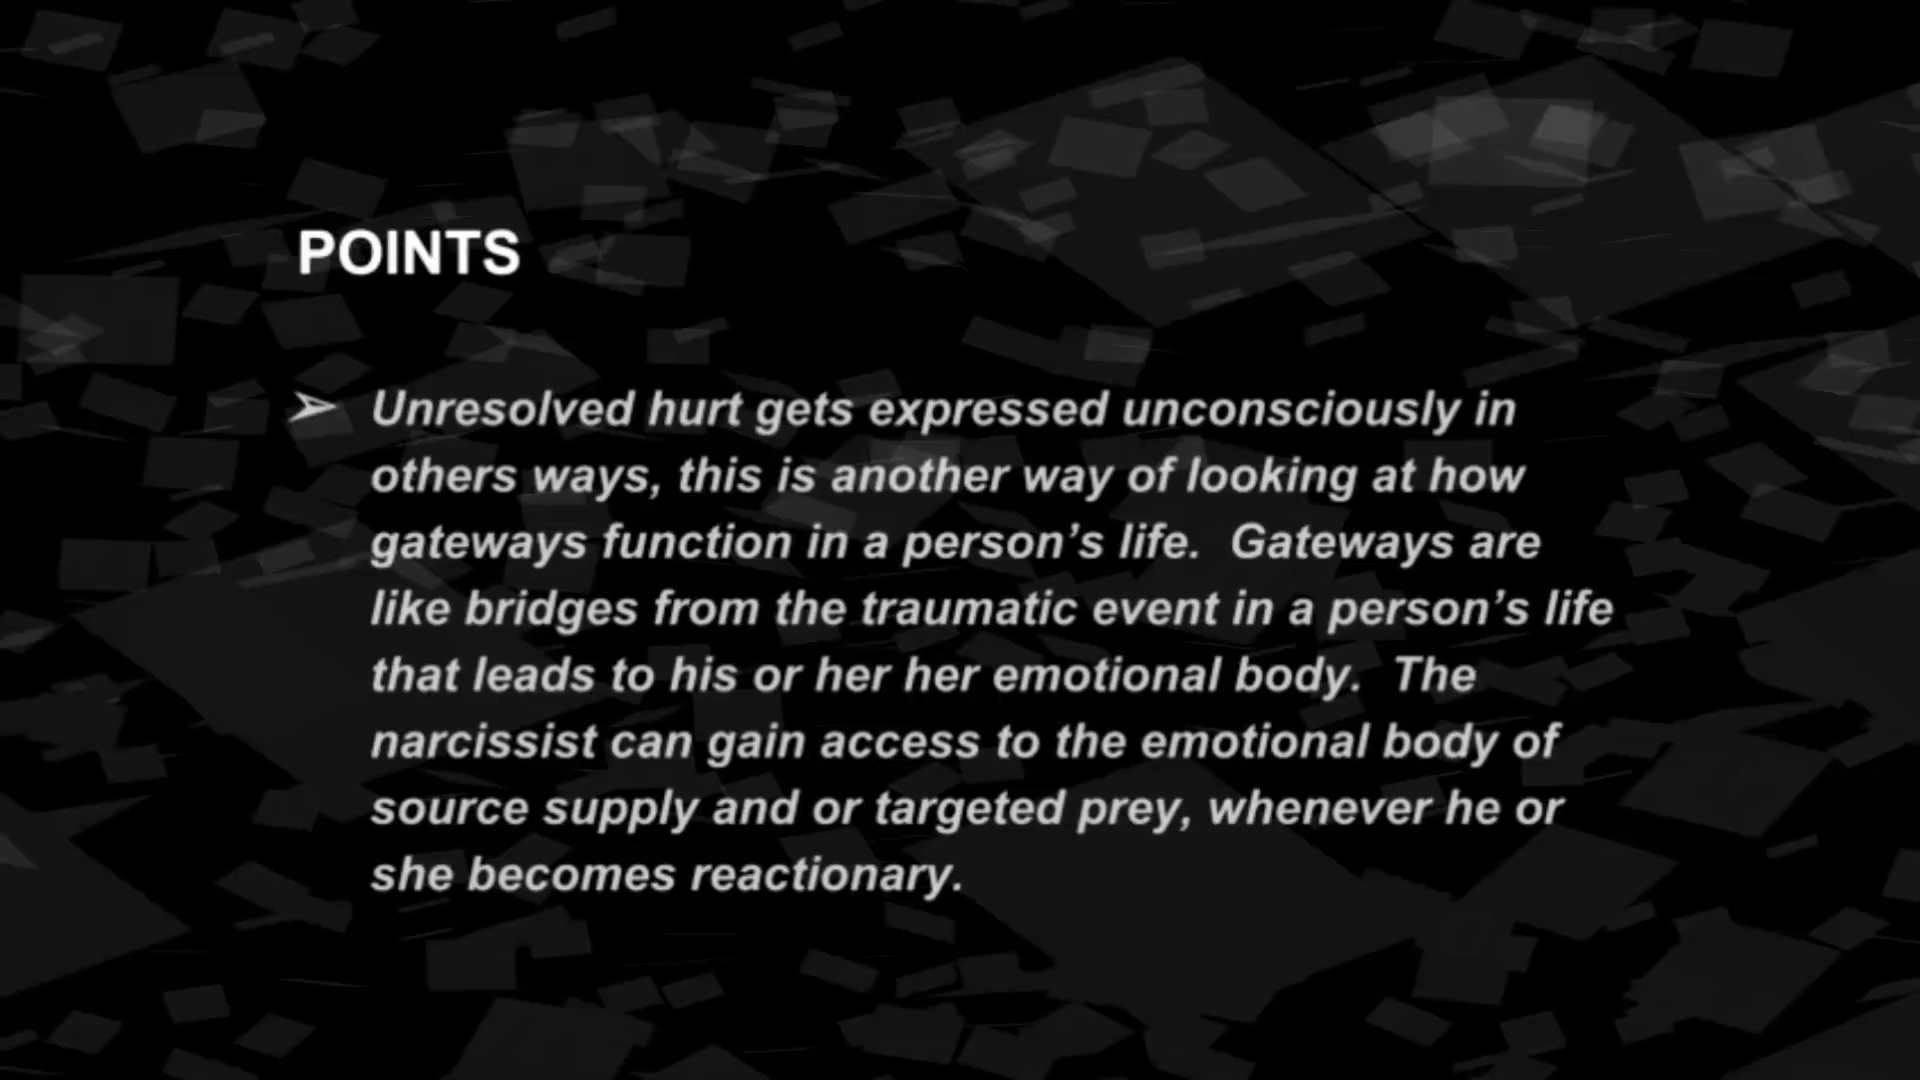 POINTS
➢ Unresolved hurt gets expressed unconsciously in
others ways, this is another way of looking at how
gateways function in a person’s life.  Gateways are
like bridges from the traumatic event in a person’s life
that leads to his or her her emotional body.  The
narcissist can gain access to the emotional body of
source supply and or targeted prey, whenever he or
she becomes reactionary.